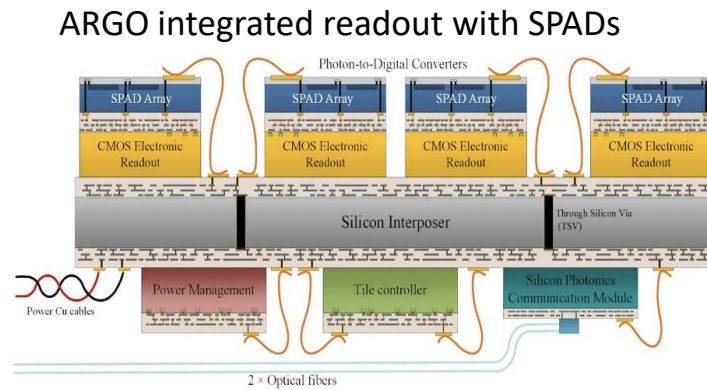 ARGO integrated readout with SPADs
Photon-to-Digital Converters
SPAD Array
SPAD Array
SPAD Array
SPAD Array
CMOS Electronic
Readout
CMOS Electronic
Readout
CMOS Electronic
Readout
CMOS Electronic
Readout
Silicon Interposer
Through Silicon Via
(TSV)
Power Cu cables
Power Management
Tile controller
Silicon Photonics
Communication Module
2 × Optical fibers